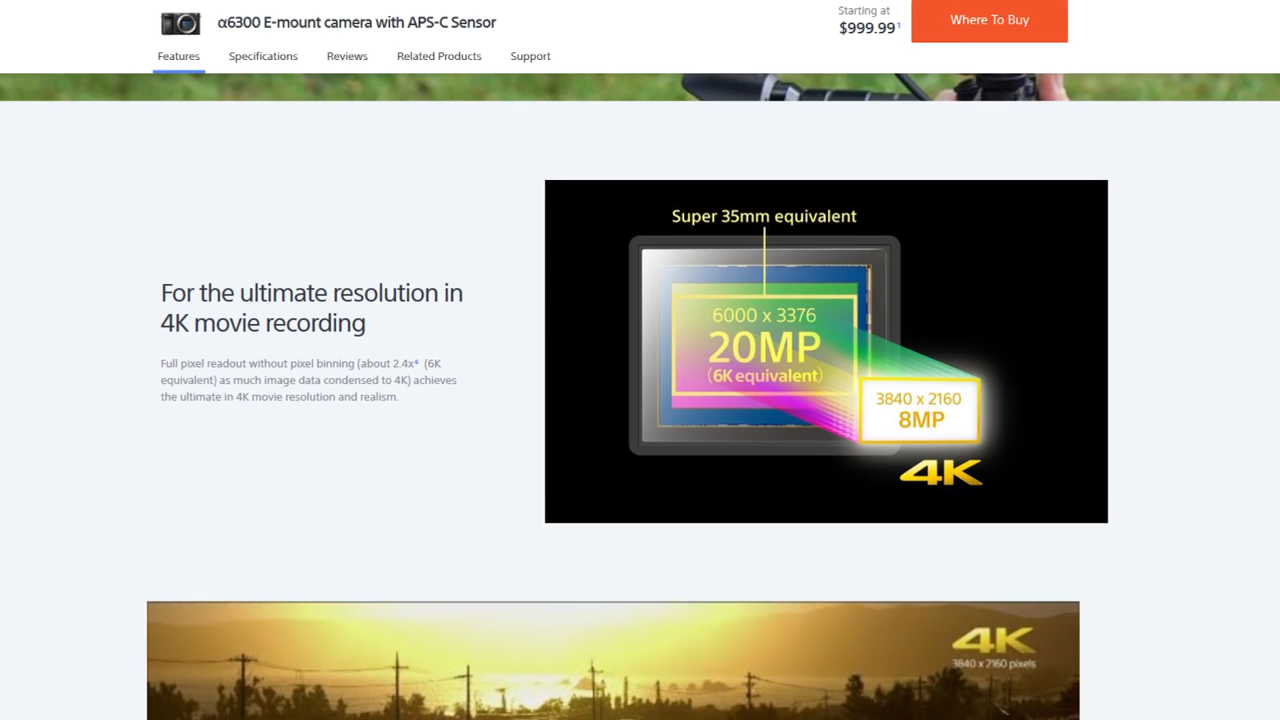 α6300 E-mount camera with APS-C Sensor
Starting at
$999.99¹
Where To Buy
Features Specifications Reviews Related Products Support
For the ultimate resolution in
4K movie recording
Full pixel readout without pixel binning (about 2.4x⁶ (6K
equivalent) as much image data condensed to 4K) achieves
the ultimate in 4K movie resolution and realism.
Super 35mm equivalent
6000 x 3376
20MP
(6K equivalent)
3840 x 2160
8MP
4K
4K
3840 x 2160 pixels